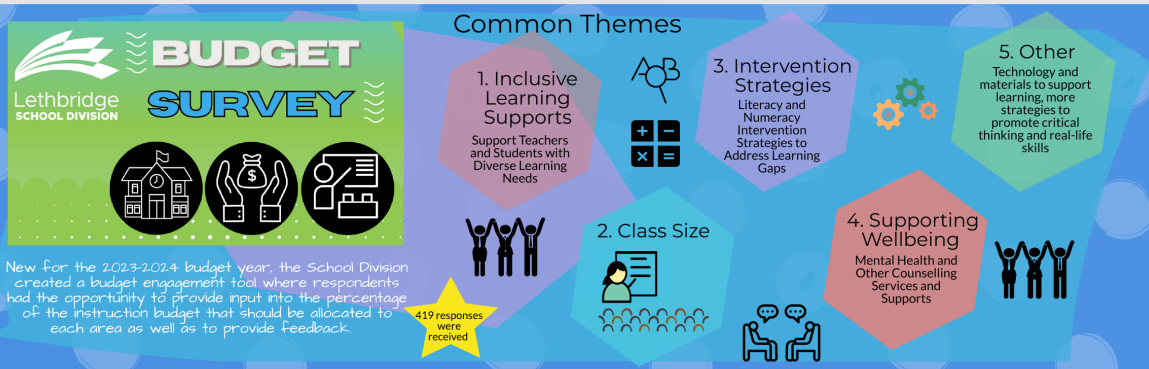 Lethbridge
SCHOOL DIVISION
BUDGET
SURVEY
$
New for the 2023-2024 budget year, the School Division
created a budget engagement tool where respondents
had the opportunity to provide input into the percentage
of the instruction budget that should be allocated to
each area as well as to provide feedback.
419 responses
were
received
Common Themes
1. Inclusive
Learning
Supports
Support Teachers
and Students with
Diverse Learning
Needs
2. Class Size
A B
3. Intervention
Strategies
Literacy and
Numeracy
Intervention
Strategies to
Address Learning
Gaps
4. Supporting
Wellbeing
Mental Health and
Other Counselling
Services and
Supports
5. Other
Technology and
materials to support
learning, more
strategies to
promote critical
thinking and real-life
skills